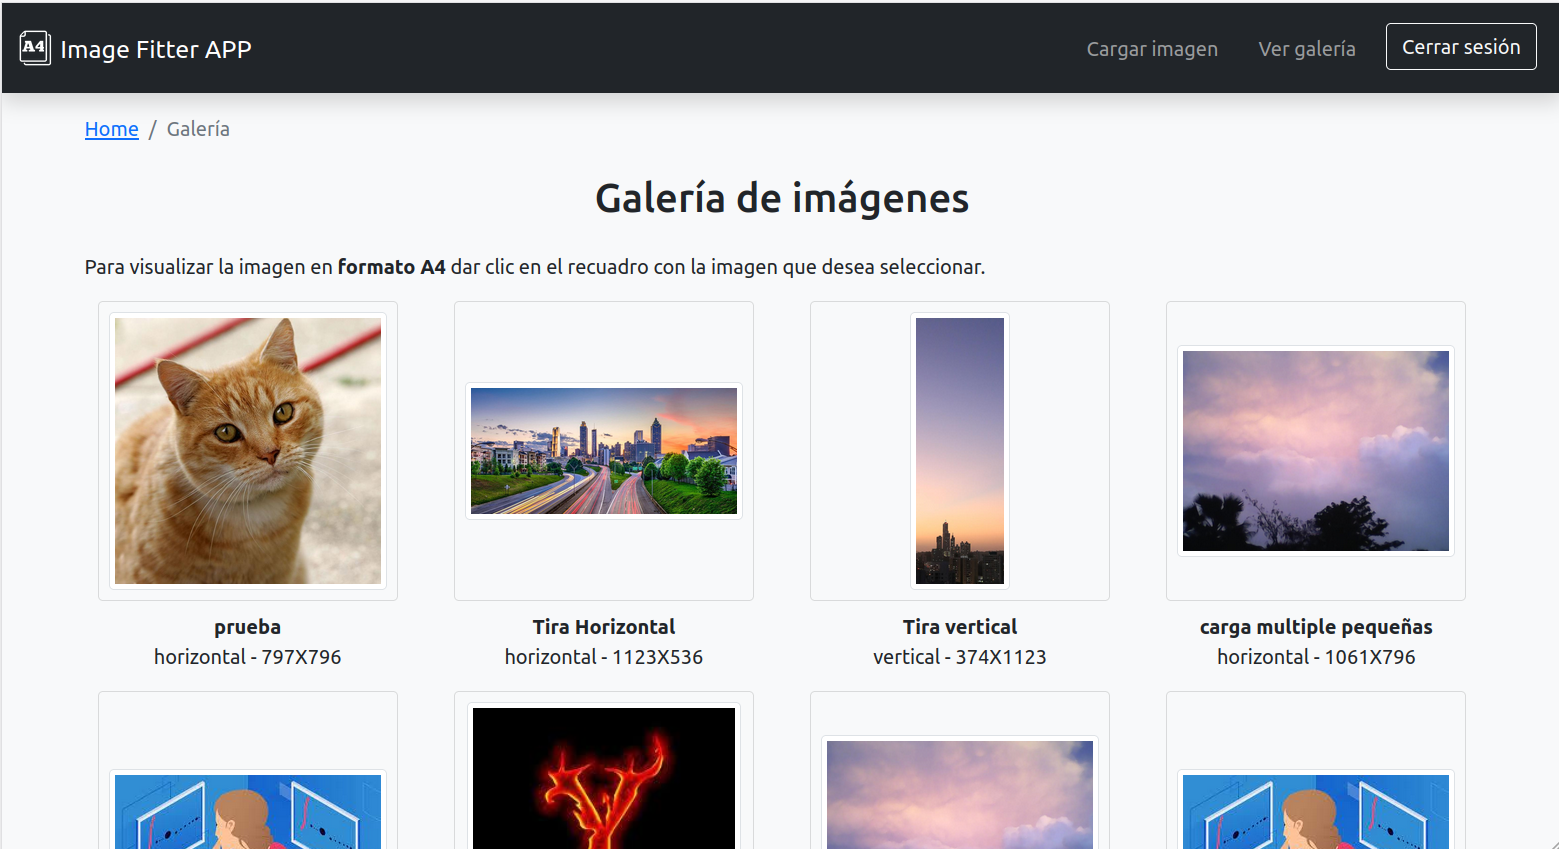 A4 Image Fitter APP
Cargar imagen Ver galería Cerrar sesión
Home / Galería
Galería de imágenes
Para visualizar la imagen en formato A4 dar clic en el recuadro con la imagen que desea seleccionar.
prueba
horizontal - 797X796
Tira Horizontal
horizontal - 1123X536
Tira vertical
vertical - 374X1123
carga multiple pequeñas
horizontal - 1061X796